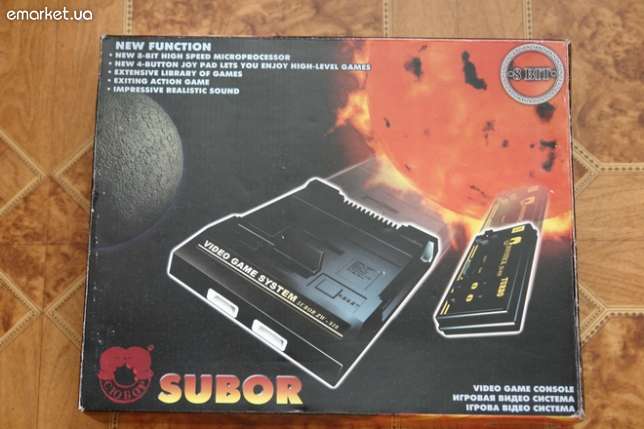 emarket.ua
NEW FUNCTION
• NEW 8-BIT HIGH SPEED MICROPROCESSOR
• NEW 4-BUTTON JOY PAD LETS YOU ENJOY HIGH-LEVEL GAMES
• EXTENSIVE LIBRARY OF GAMES
• EXITING ACTION GAME
• IMPRESSIVE REALISTIC SOUND
8 BIT
VIDEO GAME SYSTEM
TURBO
СЮБОР
SUBOR
VIDEO GAME CONSOLE
ИГРОВАЯ ВИДЕО СИСТЕМА
ІГРОВА ВІДЕО СИСТЕМА